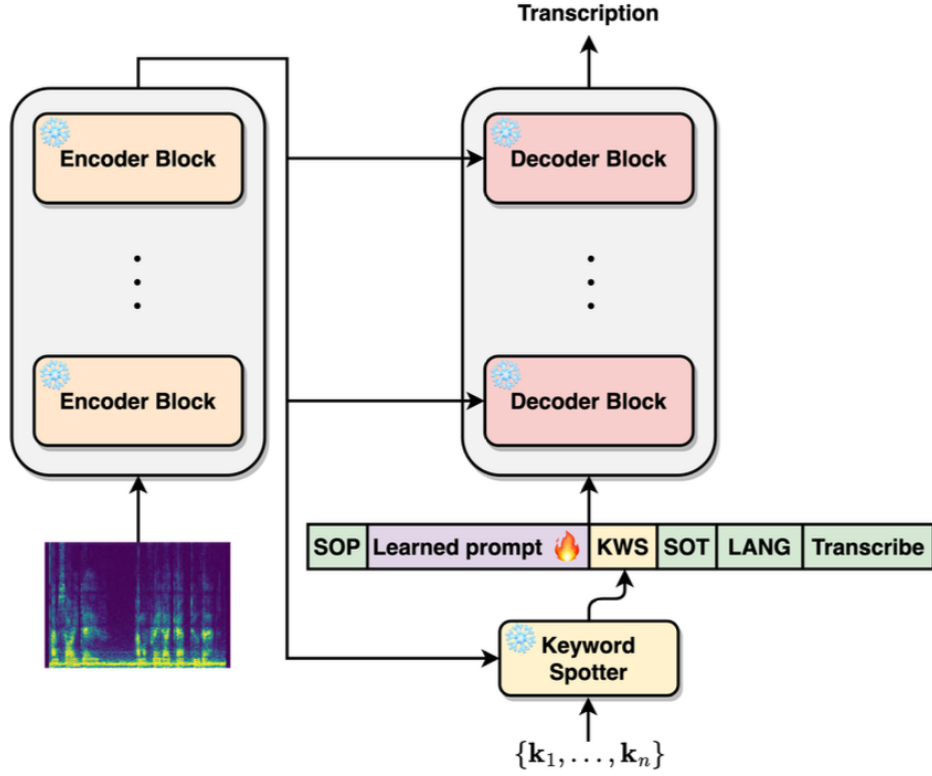 Transcription
Encoder Block
Decoder Block
Encoder Block
Decoder Block
SOP Learned prompt KWS SOT LANG Transcribe
Keyword
Spotter
{k₁, . . . , kₙ}